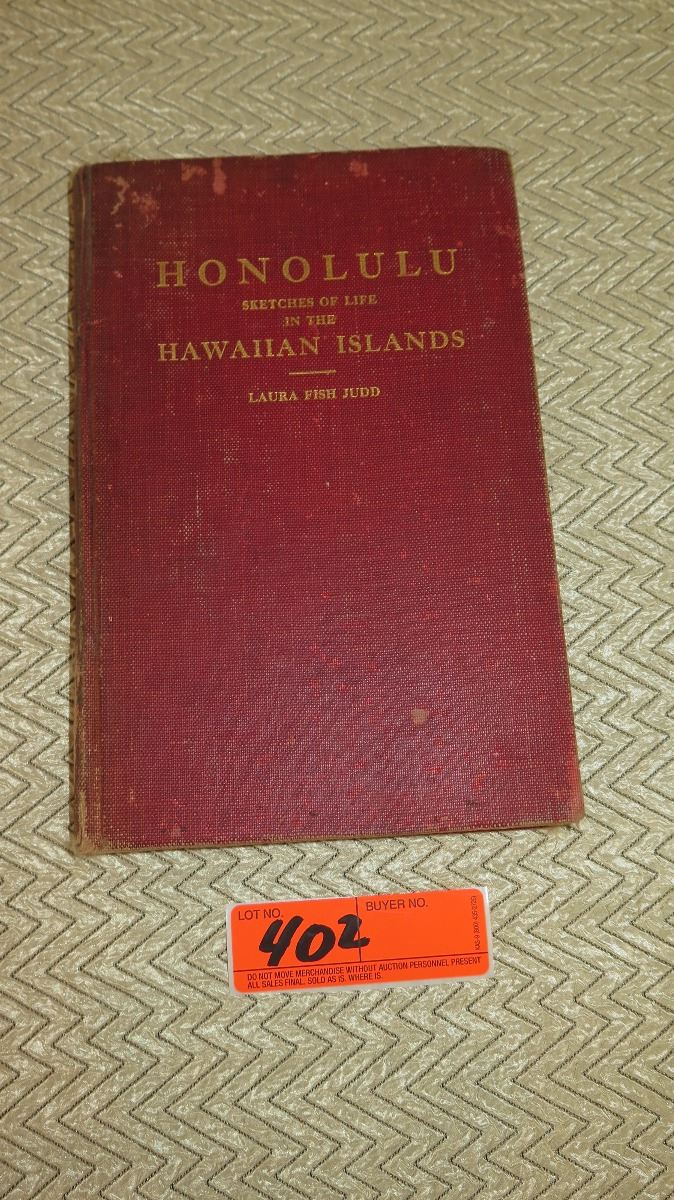 HONOLULU
SKETCHES OF LIFE
IN THE
HAWAIIAN ISLANDS
LAURA FISH JUDD
LOT NO.
402
BUYER NO.
DO NOT MOVE MERCHANDISE WITHOUT AUCTION PERSONNEL PRESENT
ALL SALES FINAL. SOLD AS IS. WHERE IS.